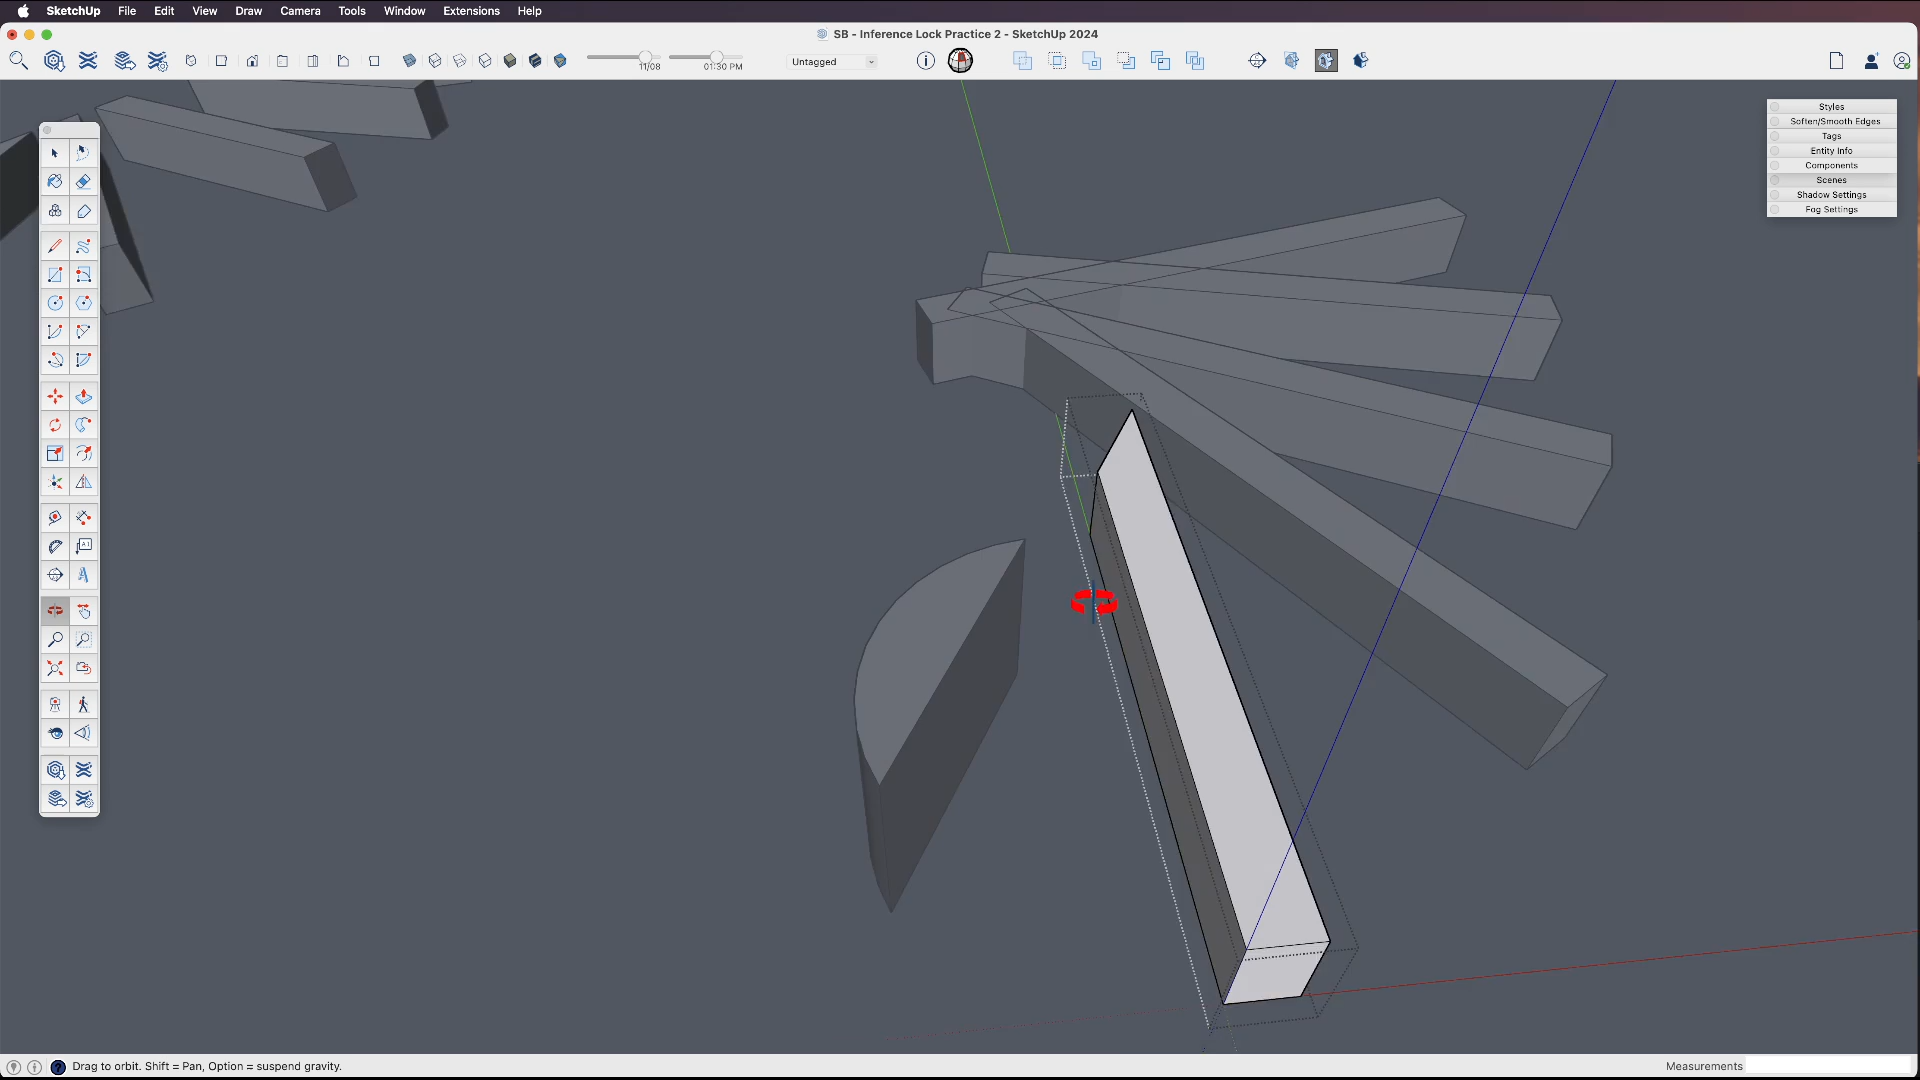 SketchUp File Edit View Draw Camera Tools Window Extensions Help
SB - Inference Lock Practice 2 - SketchUp 2024
11/08 01:30 PM Untagged
Styles
Soften/Smooth Edges
Tags
Entity Info
Components
Scenes
Shadow Settings
Fog Settings
A1
Drag to orbit. Shift = Pan, Option = suspend gravity. Measurements